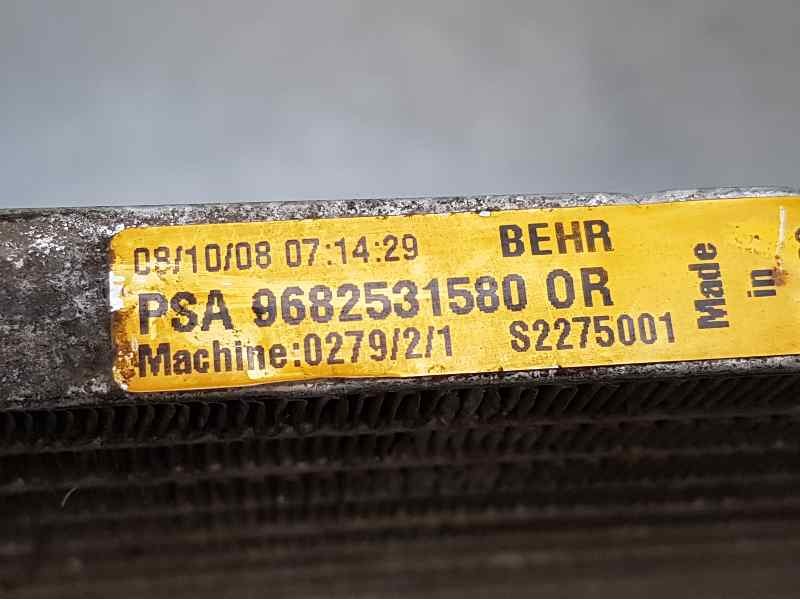 08/10/08 07:14:29 BEHR
PSA 9682531580 OR
Machine:0279/2/1 S2275001
Made
in